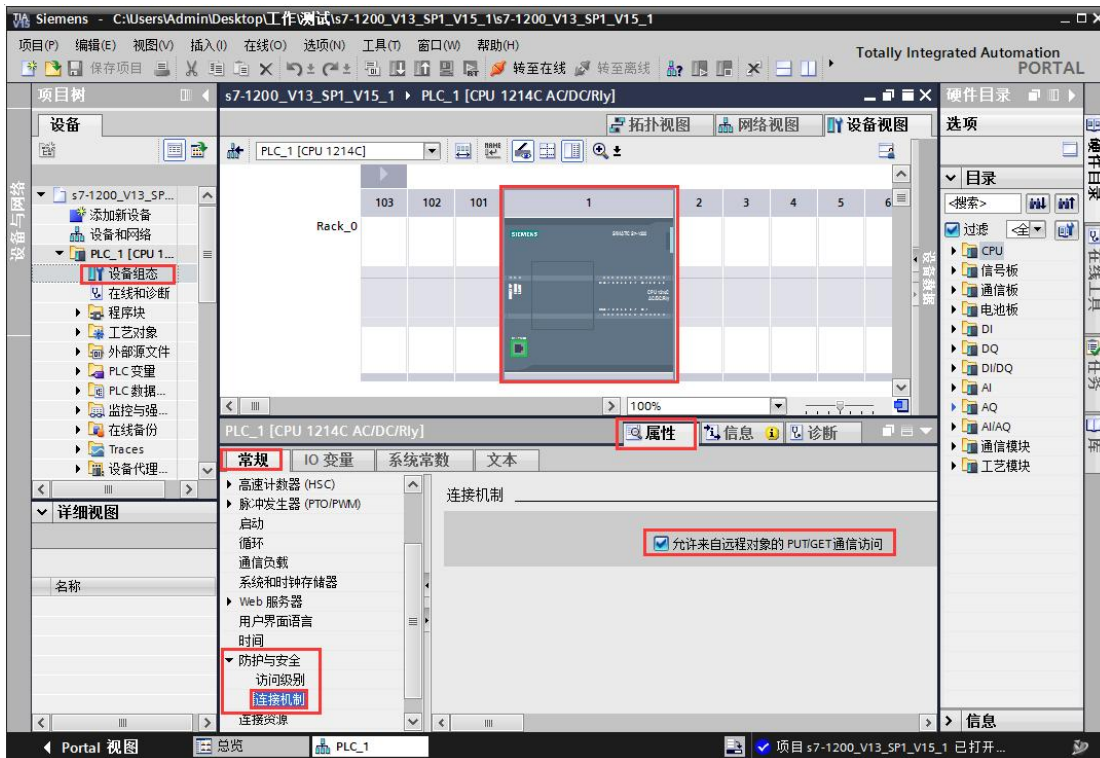 Siemens - C:\Users\Admin\Desktop\工作\测试\s7-1200_V13_SP1_V15_1\s7-1200_V13_SP1_V15_1
项目(P) 编辑(E) 视图(V) 插入(I) 在线(O) 选项(N) 工具(T) 窗口(W) 帮助(H)
Totally Integrated Automation
PORTAL
保存项目 转至在线 转至离线
项目树
s7-1200_V13_SP1_V15_1 ▸ PLC_1 [CPU 1214C AC/DC/Rly]
硬件目录
设备
拓扑视图 网络视图 设备视图
选项
PLC_1 [CPU 1214C]
设备与网络
s7-1200_V13_SP...
添加新设备
设备和网络
PLC_1 [CPU 1...
设备组态
在线和诊断
程序块
工艺对象
外部源文件
PLC 变量
PLC 数据...
监控与强...
在线备份
Traces
设备代理...
详细视图
名称
103 102 101 1 2 3 4 5 6
Rack_0
SIEMENS
设备数据
100%
目录
<搜索>
过滤 <全
CPU
信号板
通信板
电池板
DI
DQ
DI/DQ
AI
AQ
AI/AQ
通信模块
工艺模块
信息
硬件目录
在线工具
任务
库
PLC_1 [CPU 1214C AC/DC/Rly]
属性 信息 诊断
常规 IO 变量 系统常数 文本
高速计数器 (HSC)
脉冲发生器 (PTO/PWM)
启动
循环
通信负载
系统和时钟存储器
Web 服务器
用户界面语言
时间
防护与安全
访问级别
连接机制
连接资源
连接机制
允许来自远程对象的 PUT/GET通信访问
Portal 视图 总览 PLC_1
项目 s7-1200_V13_SP1_V15_1 已打开...